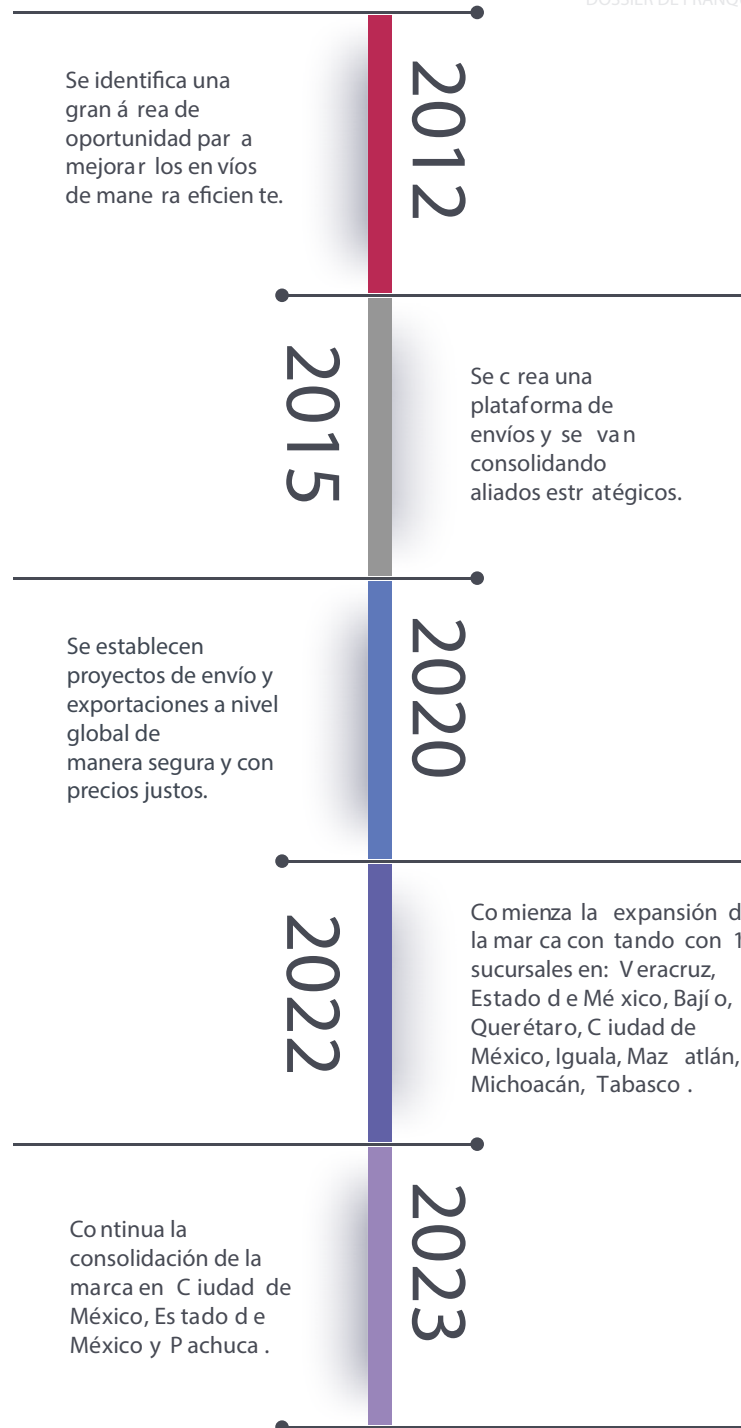 DOSSIER DE
2012
Se identifica una
gran á rea de
oportunidad par a
mejorar los en víos
de mane ra eficien te.
2015
Se c rea una
plataforma de
envíos y se van
consolidando
aliados estr atégicos.
2020
Se establecen
proyectos de envío y
exportaciones a nivel
global de
manera segura y con
precios justos.
2022
Co mienza la expansión
la mar ca con tando con
sucursales en: V eracruz,
Estado d e Mé xico, Bají o,
Querétaro, C iudad de
México, Iguala, Maz atlán,
Michoacán, Tabasco .
2023
Co ntinua la
consolidación de la
marca en C iudad de
México, Es tado d e
México y P achuca .